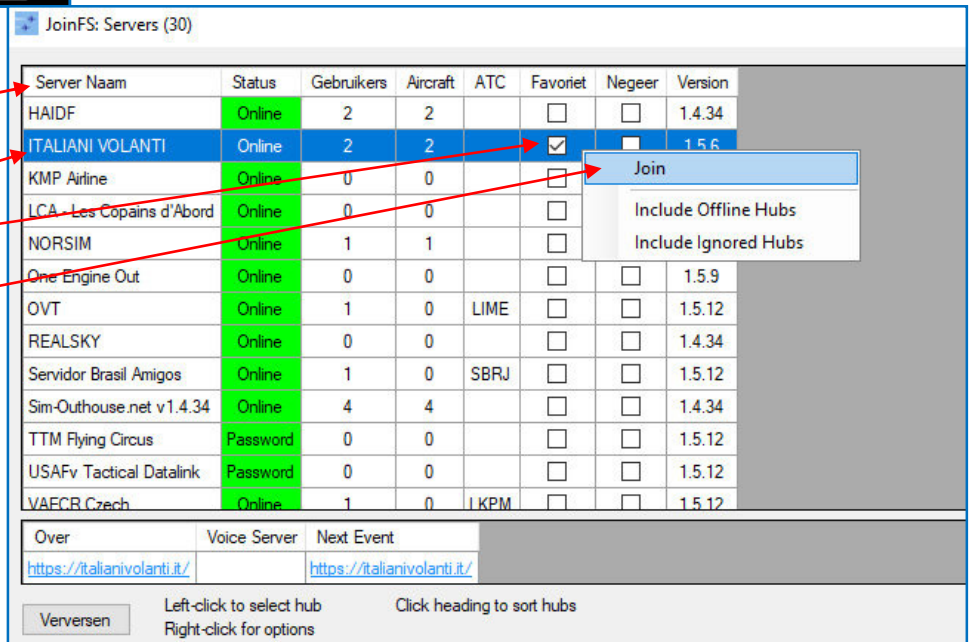 JoinFS: Servers (30)
Server Naam Status Gebruikers Aircraft ATC Favoriet Negeer Version
HAIDF Online 2 2 1.4.34
ITALIANI VOLANTI Online 2 2 1.5.6
KMP Airline Online 0 0 Join
LCA - Les Copains d'Abord Online 0 0 Include Offline Hubs
NORSIM Online 1 1 Include Ignored Hubs
One Engine Out Online 0 0 1.5.9
OVT Online 1 0 LIME 1.5.12
REALSKY Online 0 0 1.4.34
Servidor Brasil Amigos Online 1 0 SBRJ 1.5.12
Sim-Outhouse.net v1.4.34 Online 4 4 1.4.34
TTM Flying Circus Password 0 0 1.5.12
USAFv Tactical Datalink Password 0 0 1.5.12
VAECR Czech Online 1 0 LKPM 1.5.12
Over Voice Server Next Event
https://italianivolanti.it/ https://italianivolanti.it/
Verversen Left-click to select hub Click heading to sort hubs
Right-click for options